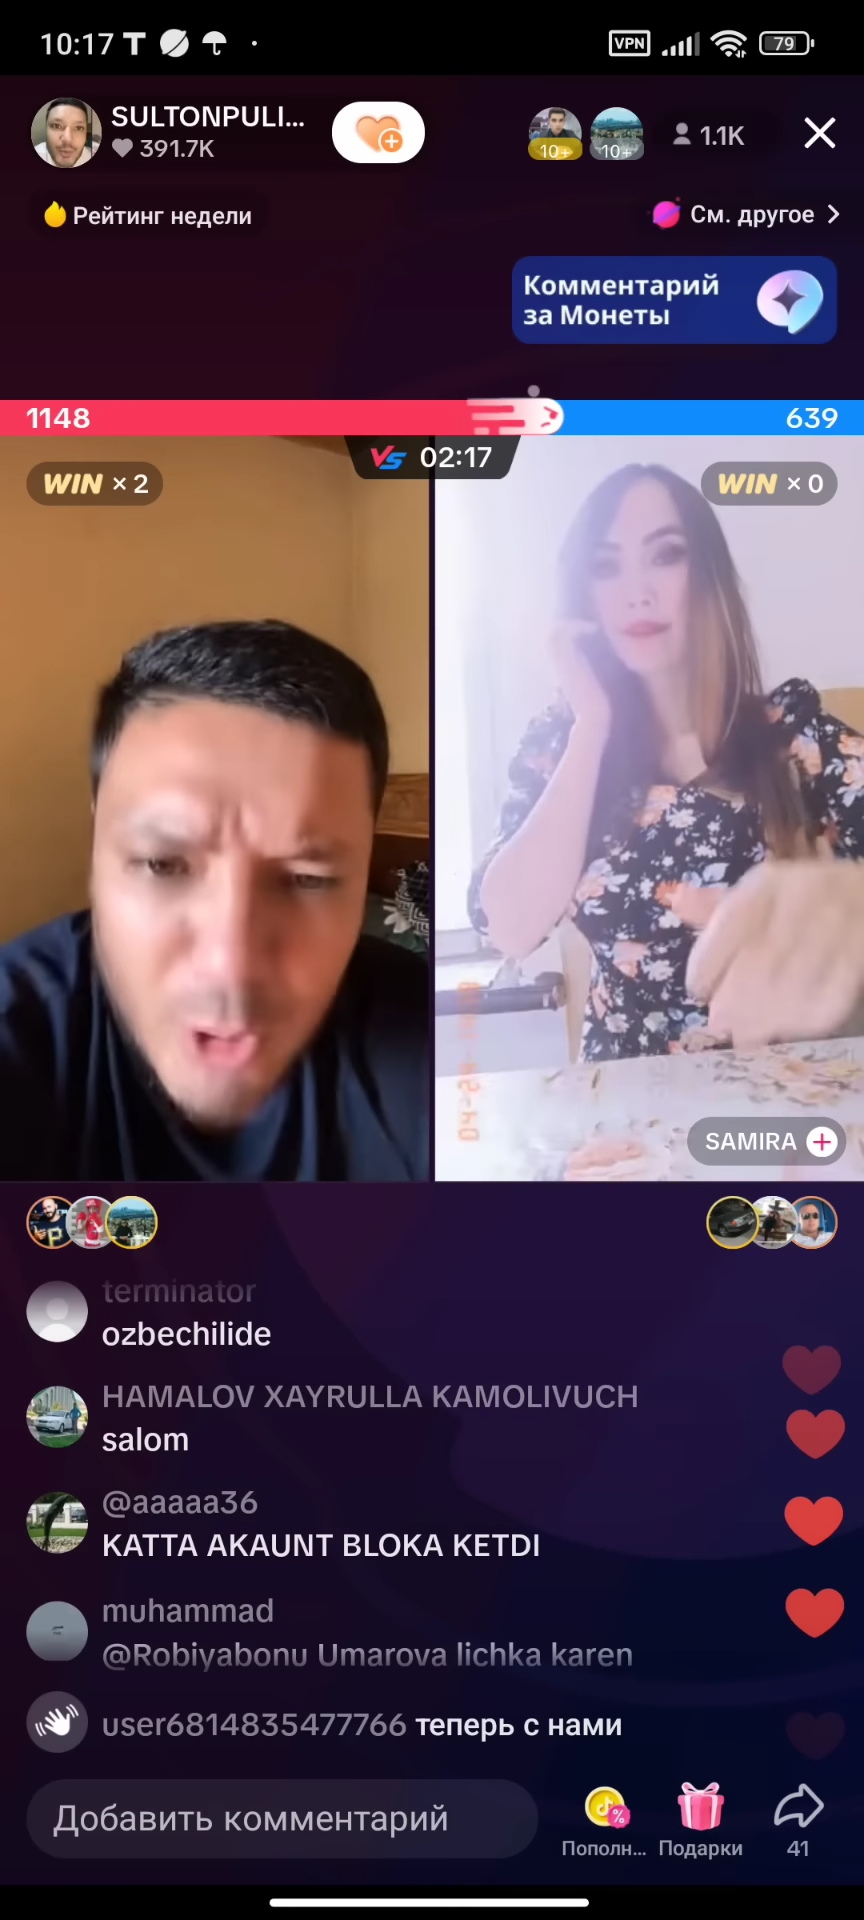 10:17 T
VPN
79
SULTONPULI...
391.7K
10+
10+
1.1K
Рейтинг недели
См. другое
Комментарий
за Монеты
1148
639
VS 02:17
WIN × 2
WIN × 0
SAMIRA
terminator
ozbechilide
HAMALOV XAYRULLA KAMOLIVUCH
salom
@aaaaa36
KATTA AKAUNT BLOKA KETDI
muhammad
@Robiyabonu Umarova lichka karen
user6814835477766 теперь с нами
Добавить комментарий
Пополн...
Подарки
41